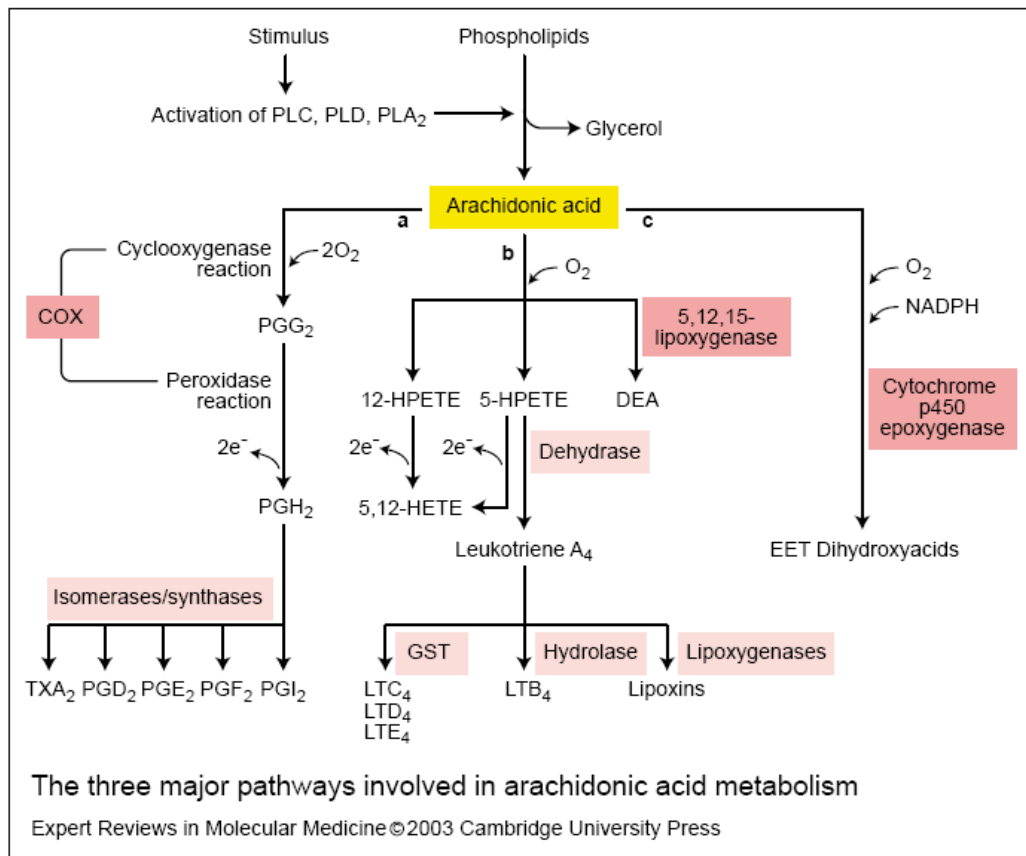 Stimulus
Phospholipids
Activation of PLC, PLD, PLA₂
Glycerol
Arachidonic acid
a
b
c
Cyclooxygenase
reaction
2O₂
COX
PGG₂
Peroxidase
reaction
2e⁻
PGH₂
Isomerases/synthases
TXA₂ PGD₂ PGE₂ PGF₂ PGI₂
O₂
5,12,15-
lipoxygenase
12-HPETE
5-HPETE
DEA
2e⁻
2e⁻
Dehydrase
5,12-HETE
Leukotriene A₄
GST
Hydrolase
Lipoxygenases
LTC₄
LTD₄
LTE₄
LTB₄
Lipoxins
O₂
NADPH
Cytochrome
p450
epoxygenase
EET Dihydroxyacids
The three major pathways involved in arachidonic acid metabolism
Expert Reviews in Molecular Medicine ©2003 Cambridge University Press